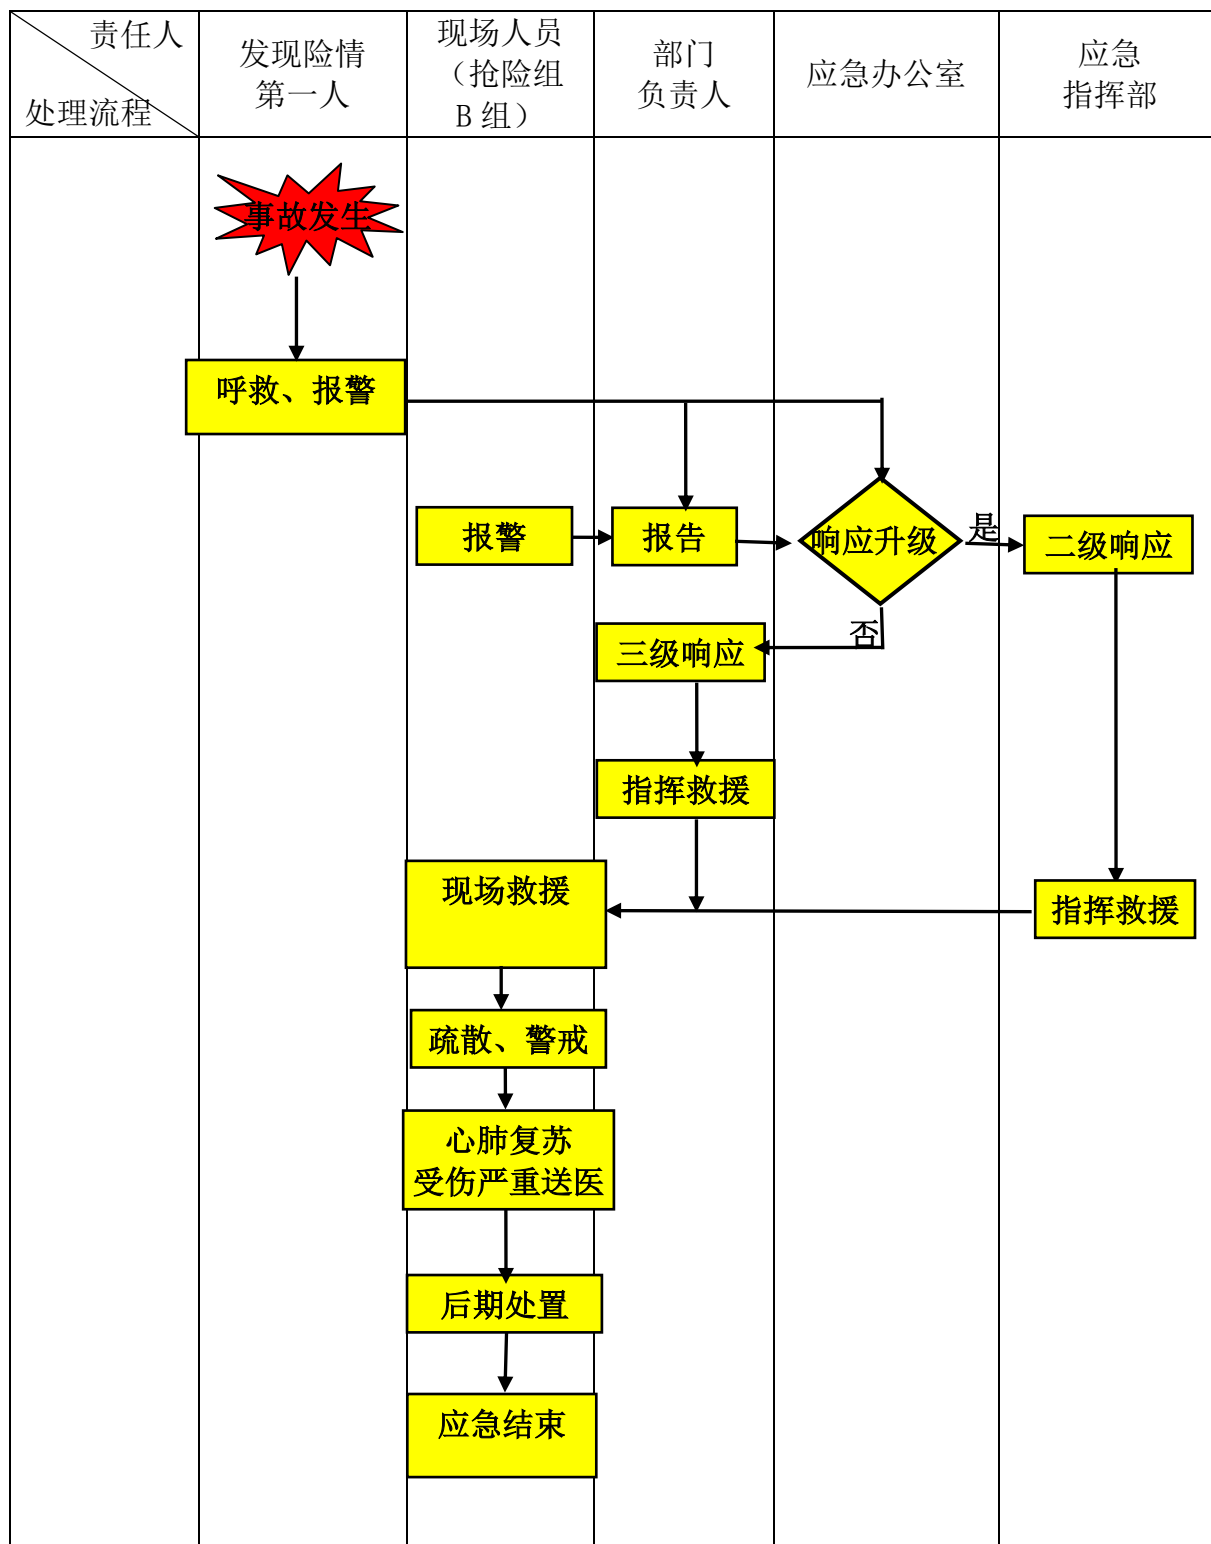 责任人
处理流程
发现险情
第一人
现场人员
（抢险组
B组）
部门
负责人
应急办公室
应急
指挥部
事故发生
呼救、报警
报警
报告
响应升级
是
二级响应
否
三级响应
指挥救援
现场救援
指挥救援
疏散、警戒
心肺复苏
受伤严重送医
后期处置
应急结束